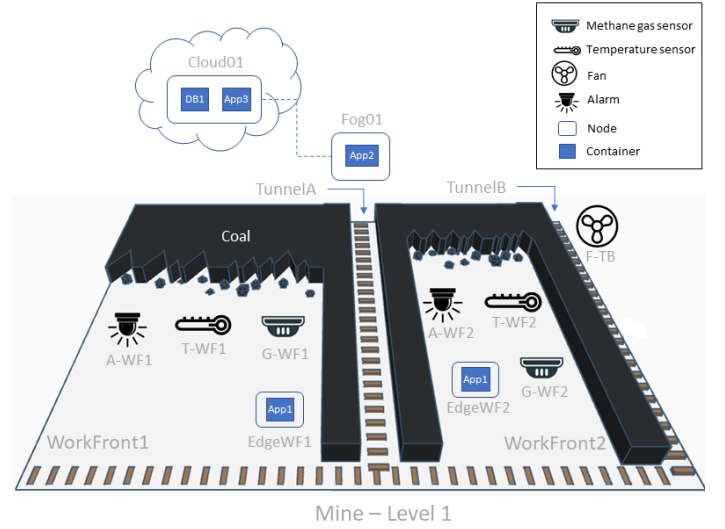 Methane gas sensor
Temperature sensor
Fan
Alarm
Node
Container
Cloud01
DB1
App3
Fog01
App2
TunnelA
TunnelB
Coal
F-TB
A-WF1
T-WF1
G-WF1
A-WF2
T-WF2
G-WF2
App1
EdgeWF1
App1
EdgeWF2
WorkFront1
WorkFront2
Mine – Level 1